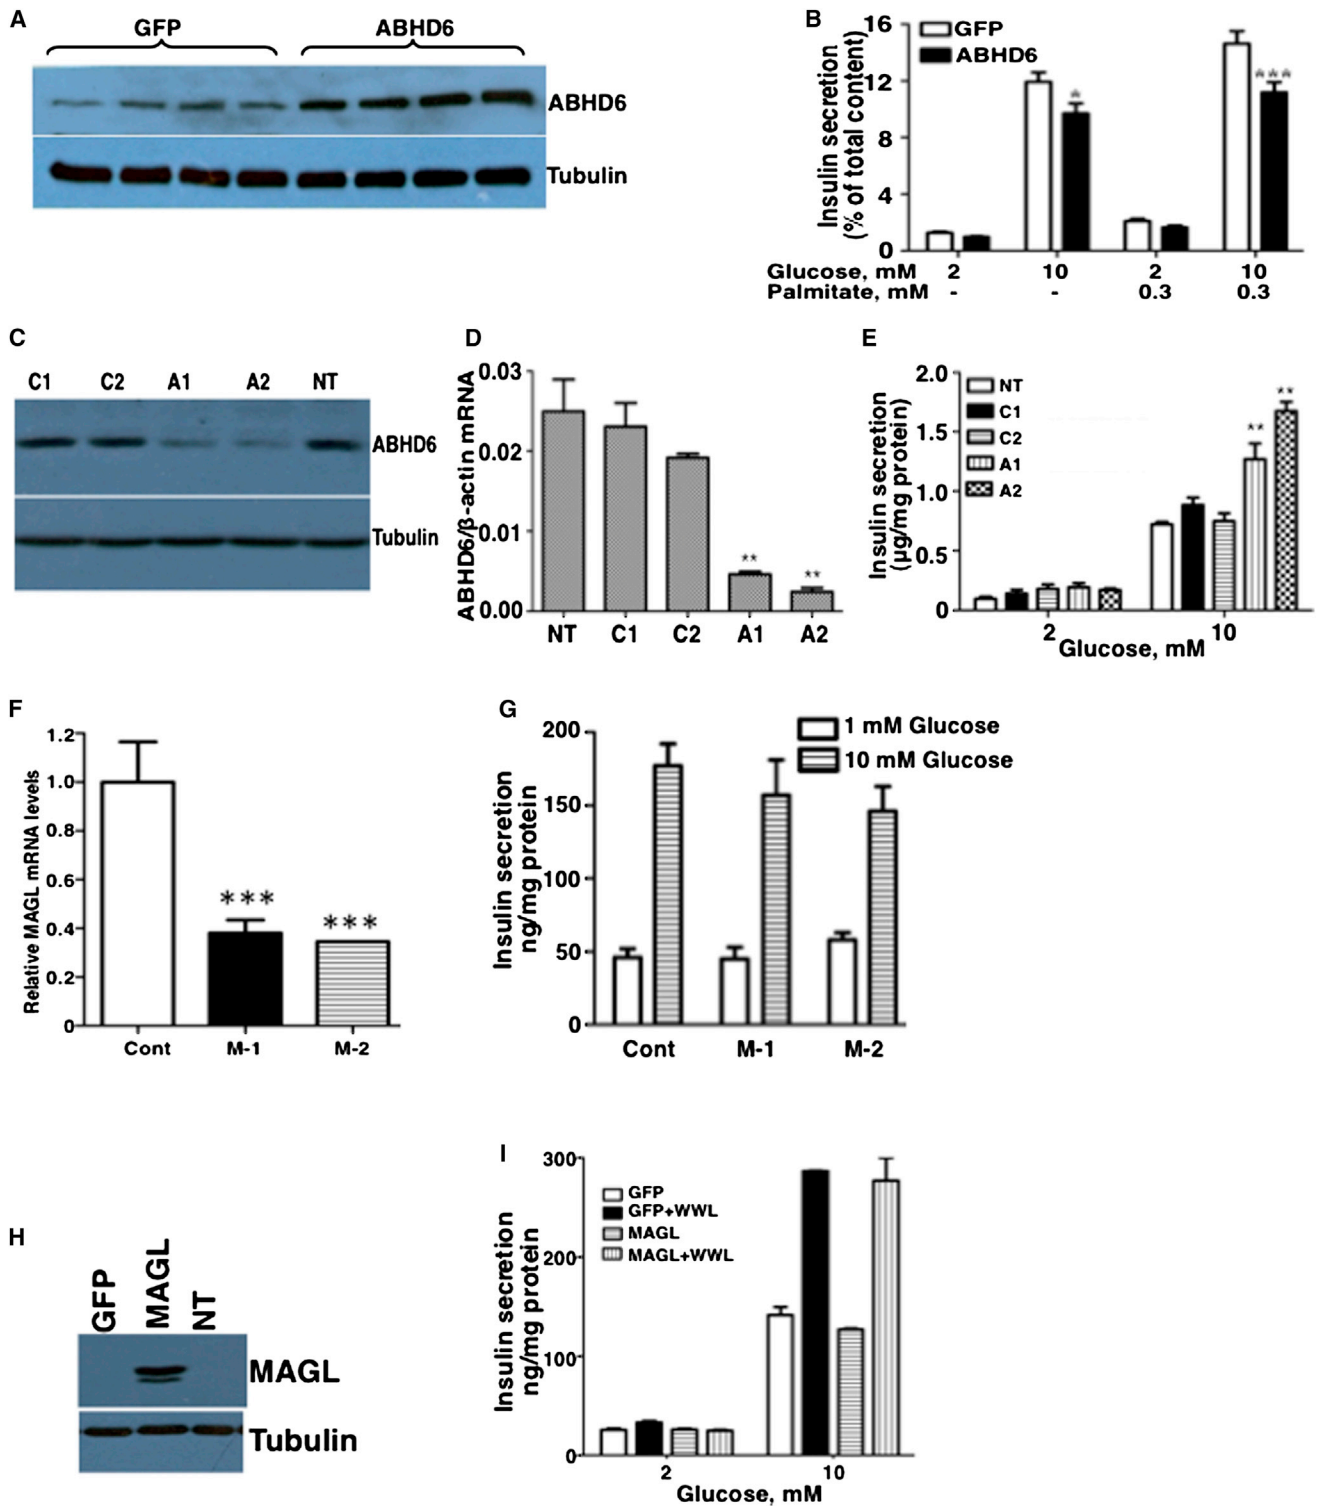 A
GFP
ABHD6
ABHD6
Tubulin
B
Insulin secretion
(% of total content)
16
12
8
4
0
GFP
ABHD6
*
***
Glucose, mM 2 10 2 10
Palmitate, mM - - 0.3 0.3
C
C1 C2 A1 A2 NT
ABHD6
Tubulin
D
ABHD6/β-actin mRNA
0.03
0.02
0.01
0.00
**
**
NT C1 C2 A1 A2
E
Insulin secretion
(µg/mg protein)
2.0
1.5
1.0
0.5
0
NT
C1
C2
A1
A2
**
**
2 10
Glucose, mM
F
Relative MAGL mRNA levels
1.2
1.0
0.8
0.6
0.4
0.2
0
***
***
Cont M-1 M-2
G
Insulin secretion
ng/mg protein
200
150
100
50
0
1 mM Glucose
10 mM Glucose
Cont M-1 M-2
H
GFP
MAGL
NT
MAGL
Tubulin
I
Insulin secretion
ng/mg protein
300
200
100
0
GFP
GFP+WWL
MAGL
MAGL+WWL
2 10
Glucose, mM